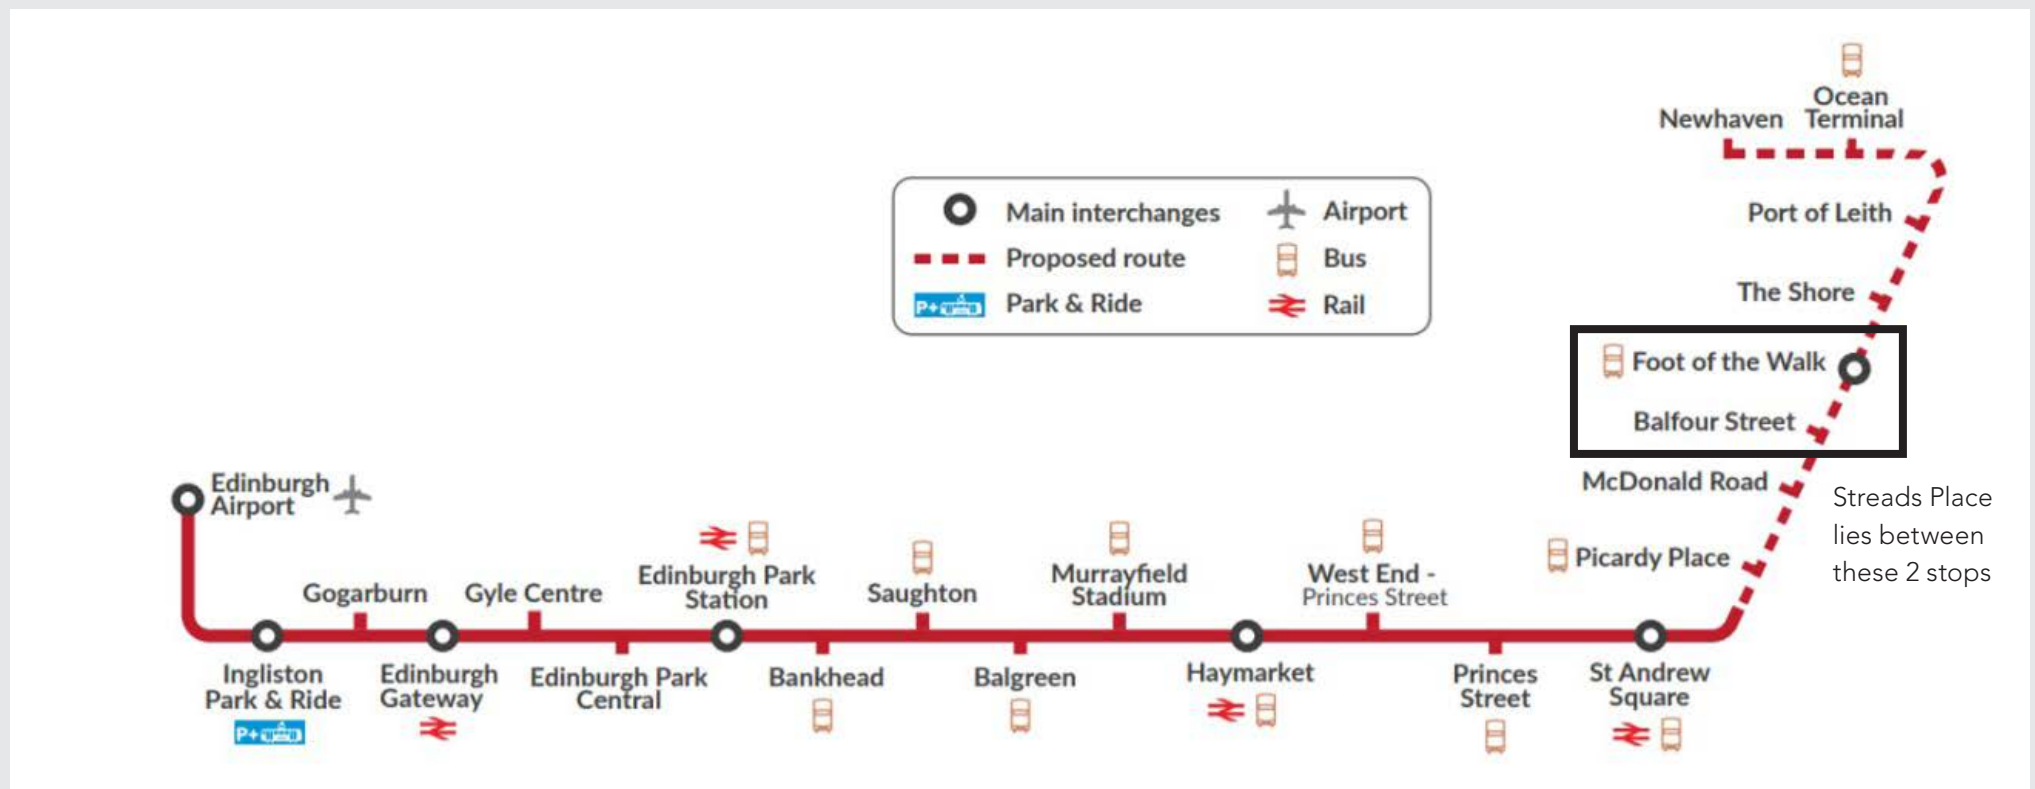 Ocean
Newhaven Terminal
Main interchanges
Airport
Proposed route
Bus
P+
Park & Ride
Rail
Port of Leith
The Shore
Foot of the Walk
Balfour Street
McDonald Road
Streads Place
lies between
these 2 stops
Picardy Place
Edinburgh
Airport
Gogarburn
Gyle Centre
Edinburgh Park
Station
Saughton
Murrayfield
Stadium
West End -
Princes Street
Ingliston
Park & Ride
P+
Edinburgh
Gateway
Edinburgh Park
Central
Bankhead
Balgreen
Haymarket
Princes
Street
St Andrew
Square